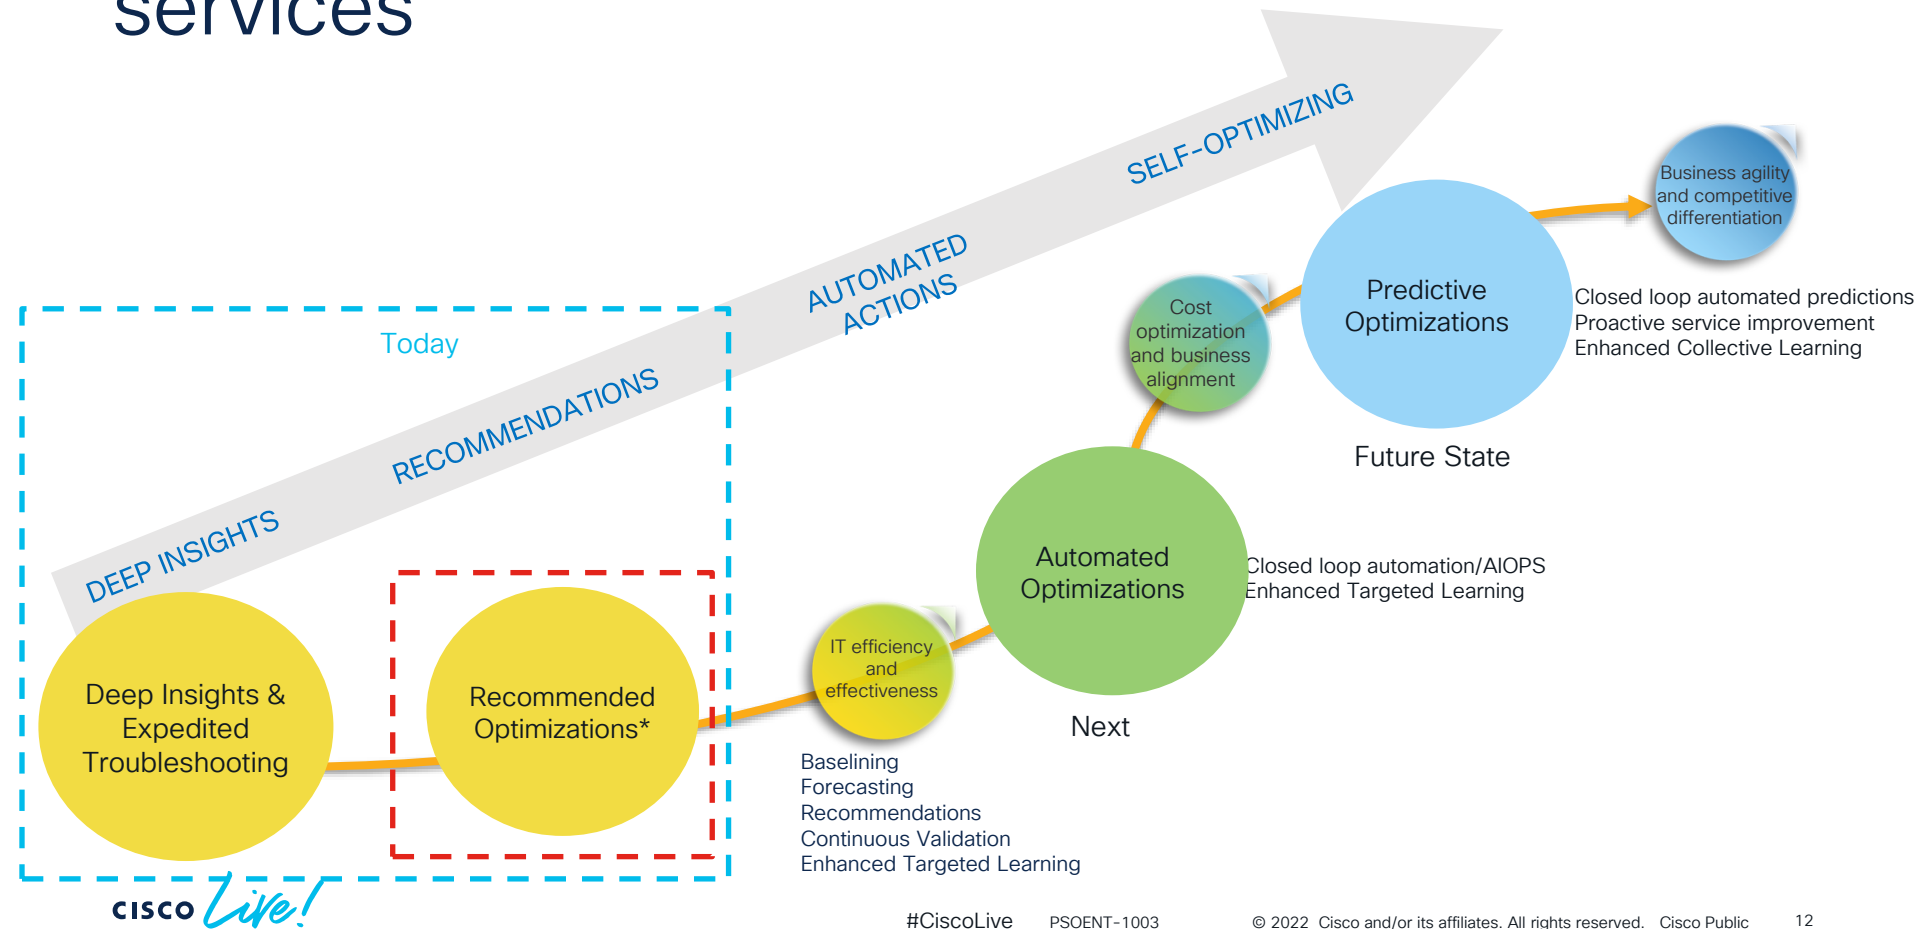 services
SELF-OPTIMIZING
AUTOMATED
ACTIONS
RECOMMENDATIONS
DEEP INSIGHTS
Today
Business agility
and competitive
differentiation
Predictive
Optimizations
Closed loop automated predictions
Proactive service improvement
Enhanced Collective Learning
Future State
Cost
optimization
and business
alignment
Automated
Optimizations
Closed loop automation/AIOPS
Enhanced Targeted Learning
Next
IT efficiency
and
effectiveness
Baselining
Forecasting
Recommendations
Continuous Validation
Enhanced Targeted Learning
Deep Insights &
Expedited
Troubleshooting
Recommended
Optimizations*
CISCO Live!
#CiscoLive PSOENT-1003 © 2022 Cisco and/or its affiliates. All rights reserved. Cisco Public 12